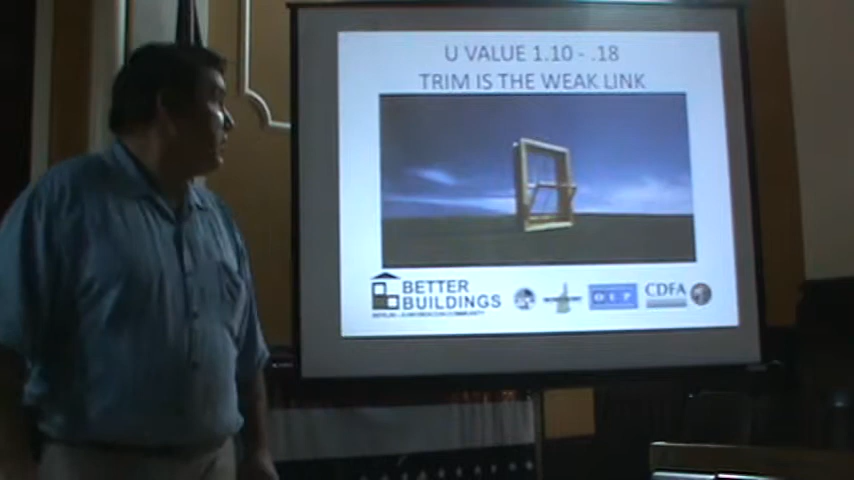 U VALUE 1.10 - .18
TRIM IS THE WEAK LINK
BETTER
BUILDINGS
CDFA